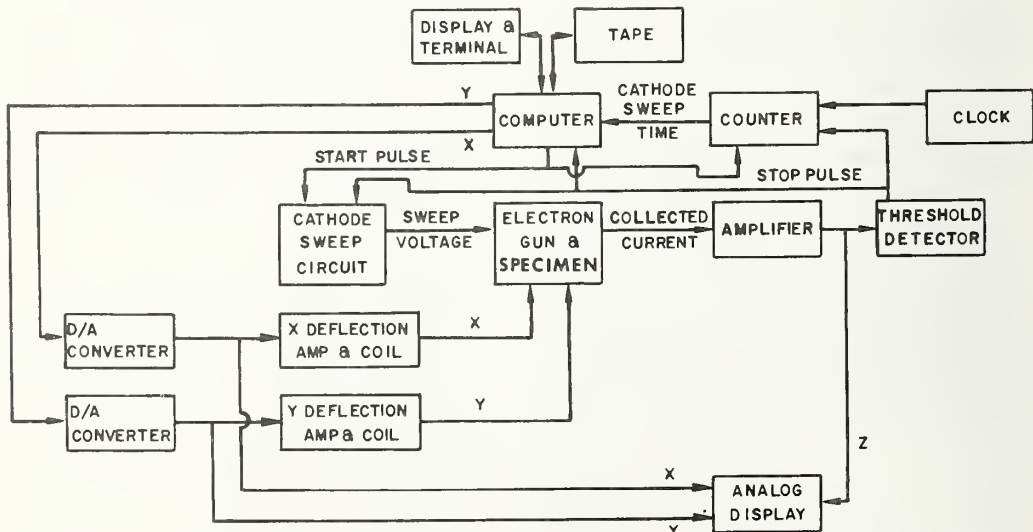 DISPLAY &
TERMINAL
TAPE
Y
X
COMPUTER
CATHODE
SWEEP
TIME
COUNTER
CLOCK
START PULSE
STOP PULSE
CATHODE
SWEEP
CIRCUIT
SWEEP
VOLTAGE
ELECTRON
GUN &
SPECIMEN
COLLECTED
CURRENT
AMPLIFIER
THRESHOLD
DETECTOR
D/A
CONVERTER
X DEFLECTION
AMP & COIL
X
D/A
CONVERTER
Y DEFLECTION
AMP & COIL
Y
Z
X
Y
ANALOG
DISPLAY